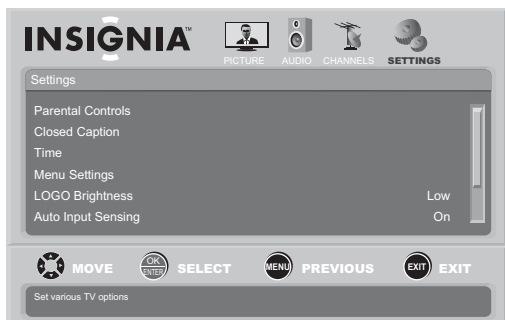 INSIGNIA™
PICTURE AUDIO CHANNELS SETTINGS
Settings
Parental Controls
Closed Caption
Time
Menu Settings
LOGO Brightness Low
Auto Input Sensing On
MOVE OK ENTER SELECT MENU PREVIOUS EXIT EXIT
Set various TV options